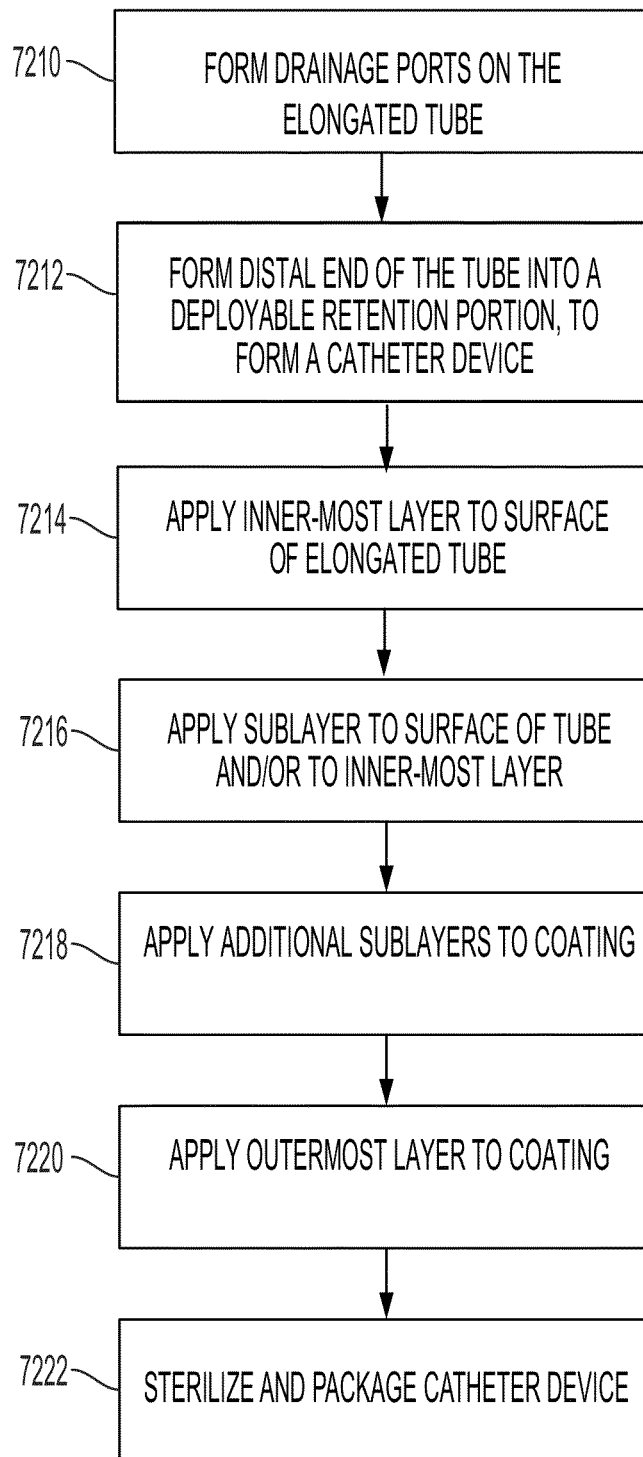 7210
FORM DRAINAGE PORTS ON THE
ELONGATED TUBE
7212
FORM DISTAL END OF THE TUBE INTO A
DEPLOYABLE RETENTION PORTION, TO
FORM A CATHETER DEVICE
7214
APPLY INNER-MOST LAYER TO SURFACE
OF ELONGATED TUBE
7216
APPLY SUBLAYER TO SURFACE OF TUBE
AND/OR TO INNER-MOST LAYER
7218
APPLY ADDITIONAL SUBLAYERS TO COATING
7220
APPLY OUTERMOST LAYER TO COATING
7222
STERILIZE AND PACKAGE CATHETER DEVICE